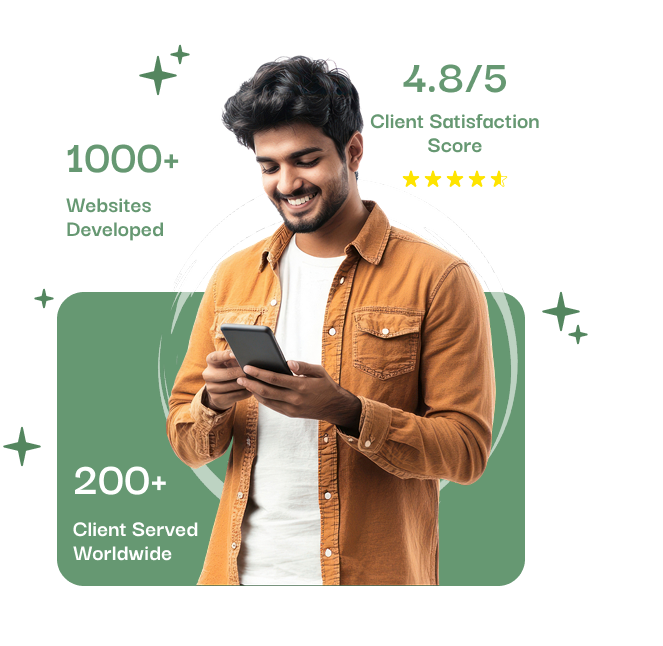 4.8/5
Client Satisfaction
Score
1000+
Websites
Developed
200+
Client Served
Worldwide